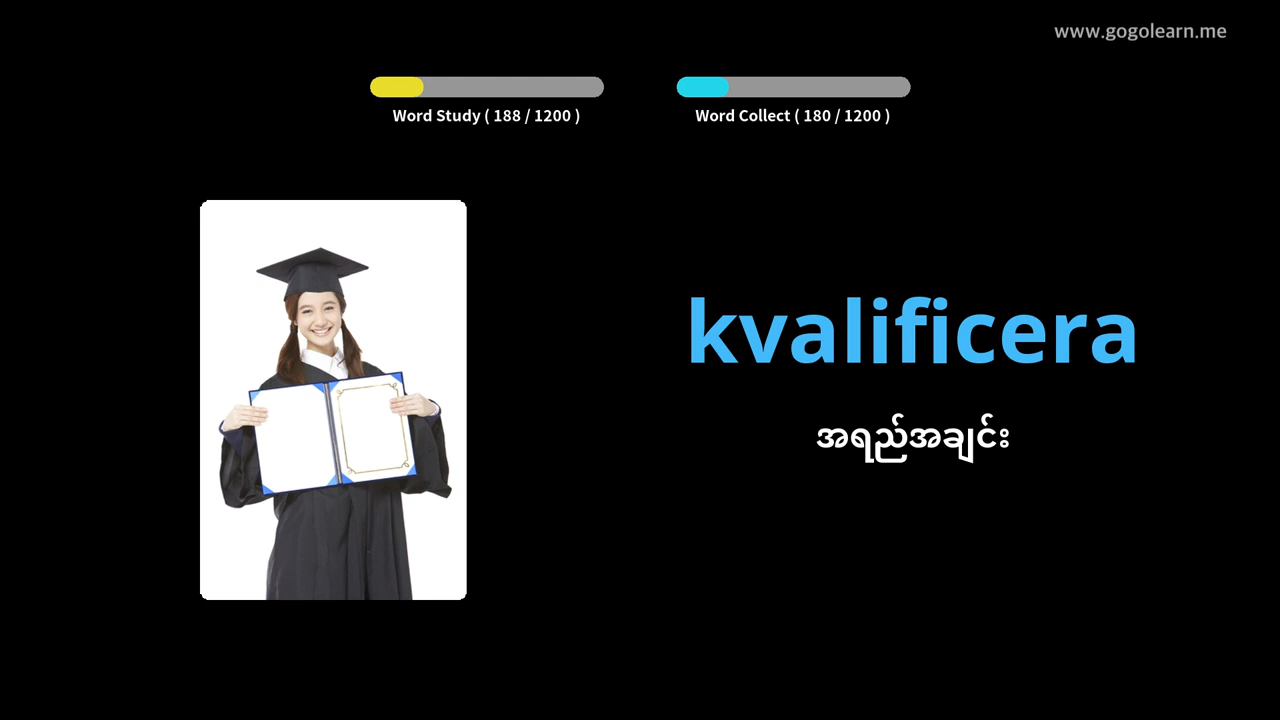 www.gogolearn.me
Word Study ( 188 / 1200 )
Word Collect ( 180 / 1200 )
kvalificera
အရည်အချင်း